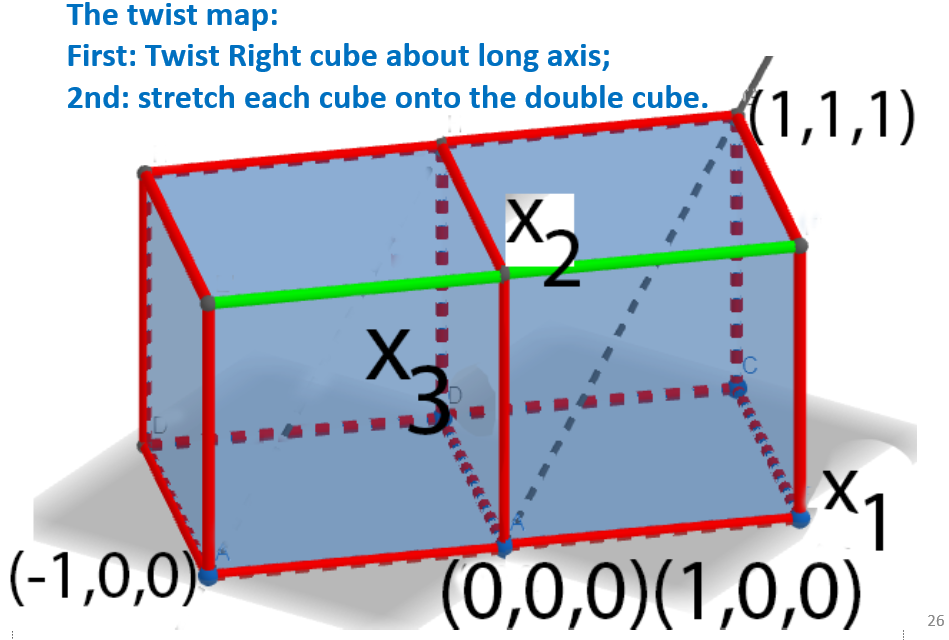 The twist map:
First: Twist Right cube about long axis;
2nd: stretch each cube onto the double cube.
(1,1,1)
x2
x3
C
D
D
x1
A
A
(-1,0,0)
(0,0,0)(1,0,0)
26